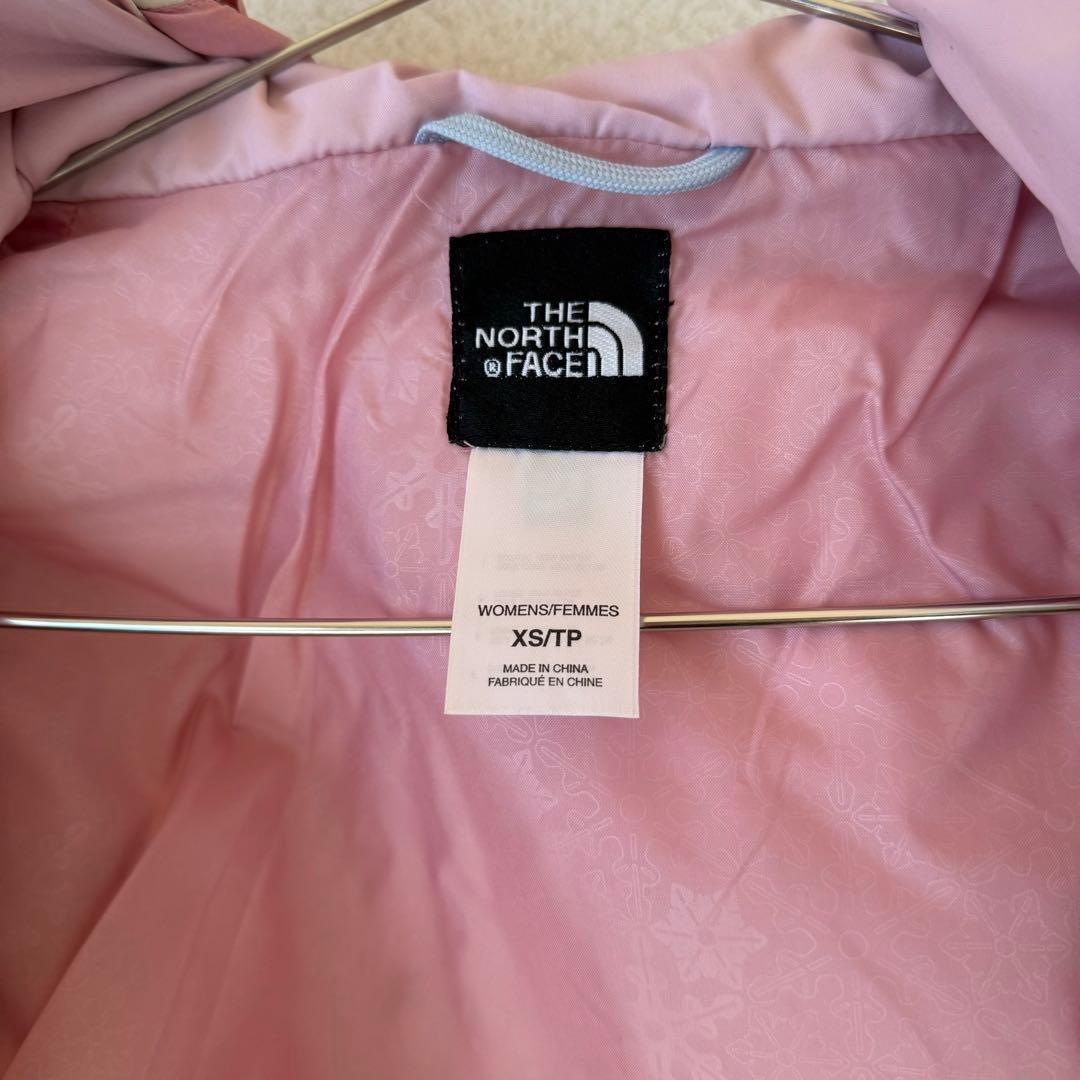 THE
NORTH
® FACE
WOMENS/FEMMES
XS/TP
MADE IN CHINA
FABRIQUÉ EN CHINE